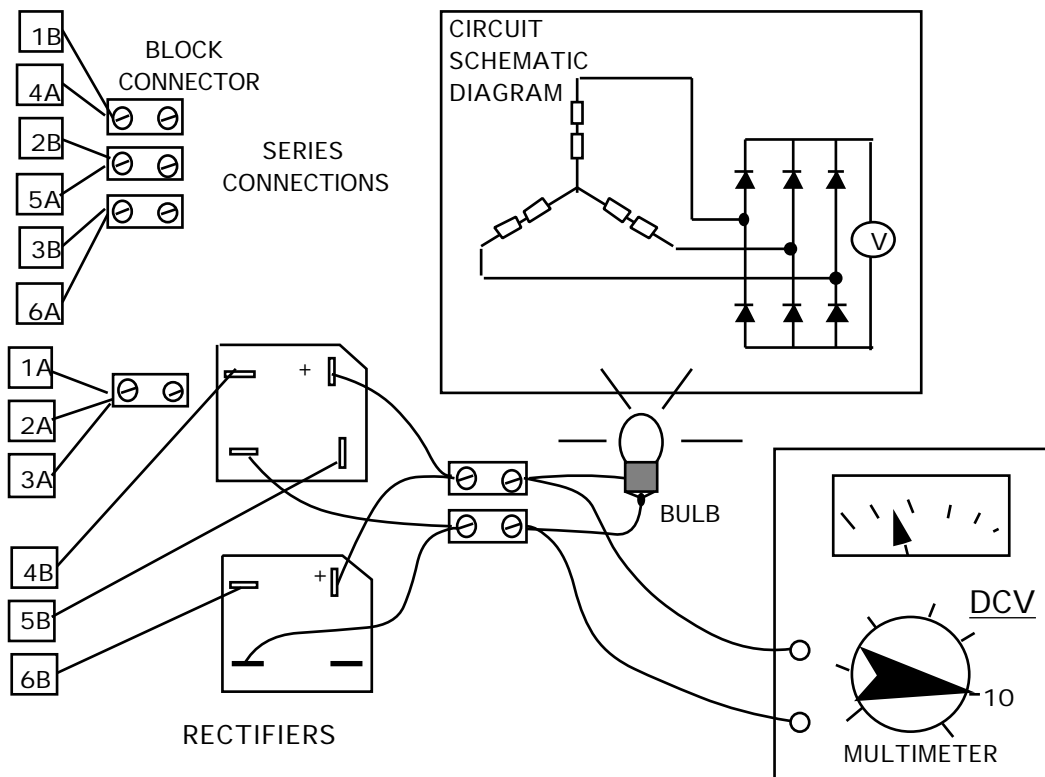 1B
4A
2B
5A
3B
6A
BLOCK
CONNECTOR
SERIES
CONNECTIONS
CIRCUIT
SCHEMATIC
DIAGRAM
V
1A
2A
3A
4B
5B
6B
+
+
RECTIFIERS
BULB
DCV
10
MULTIMETER